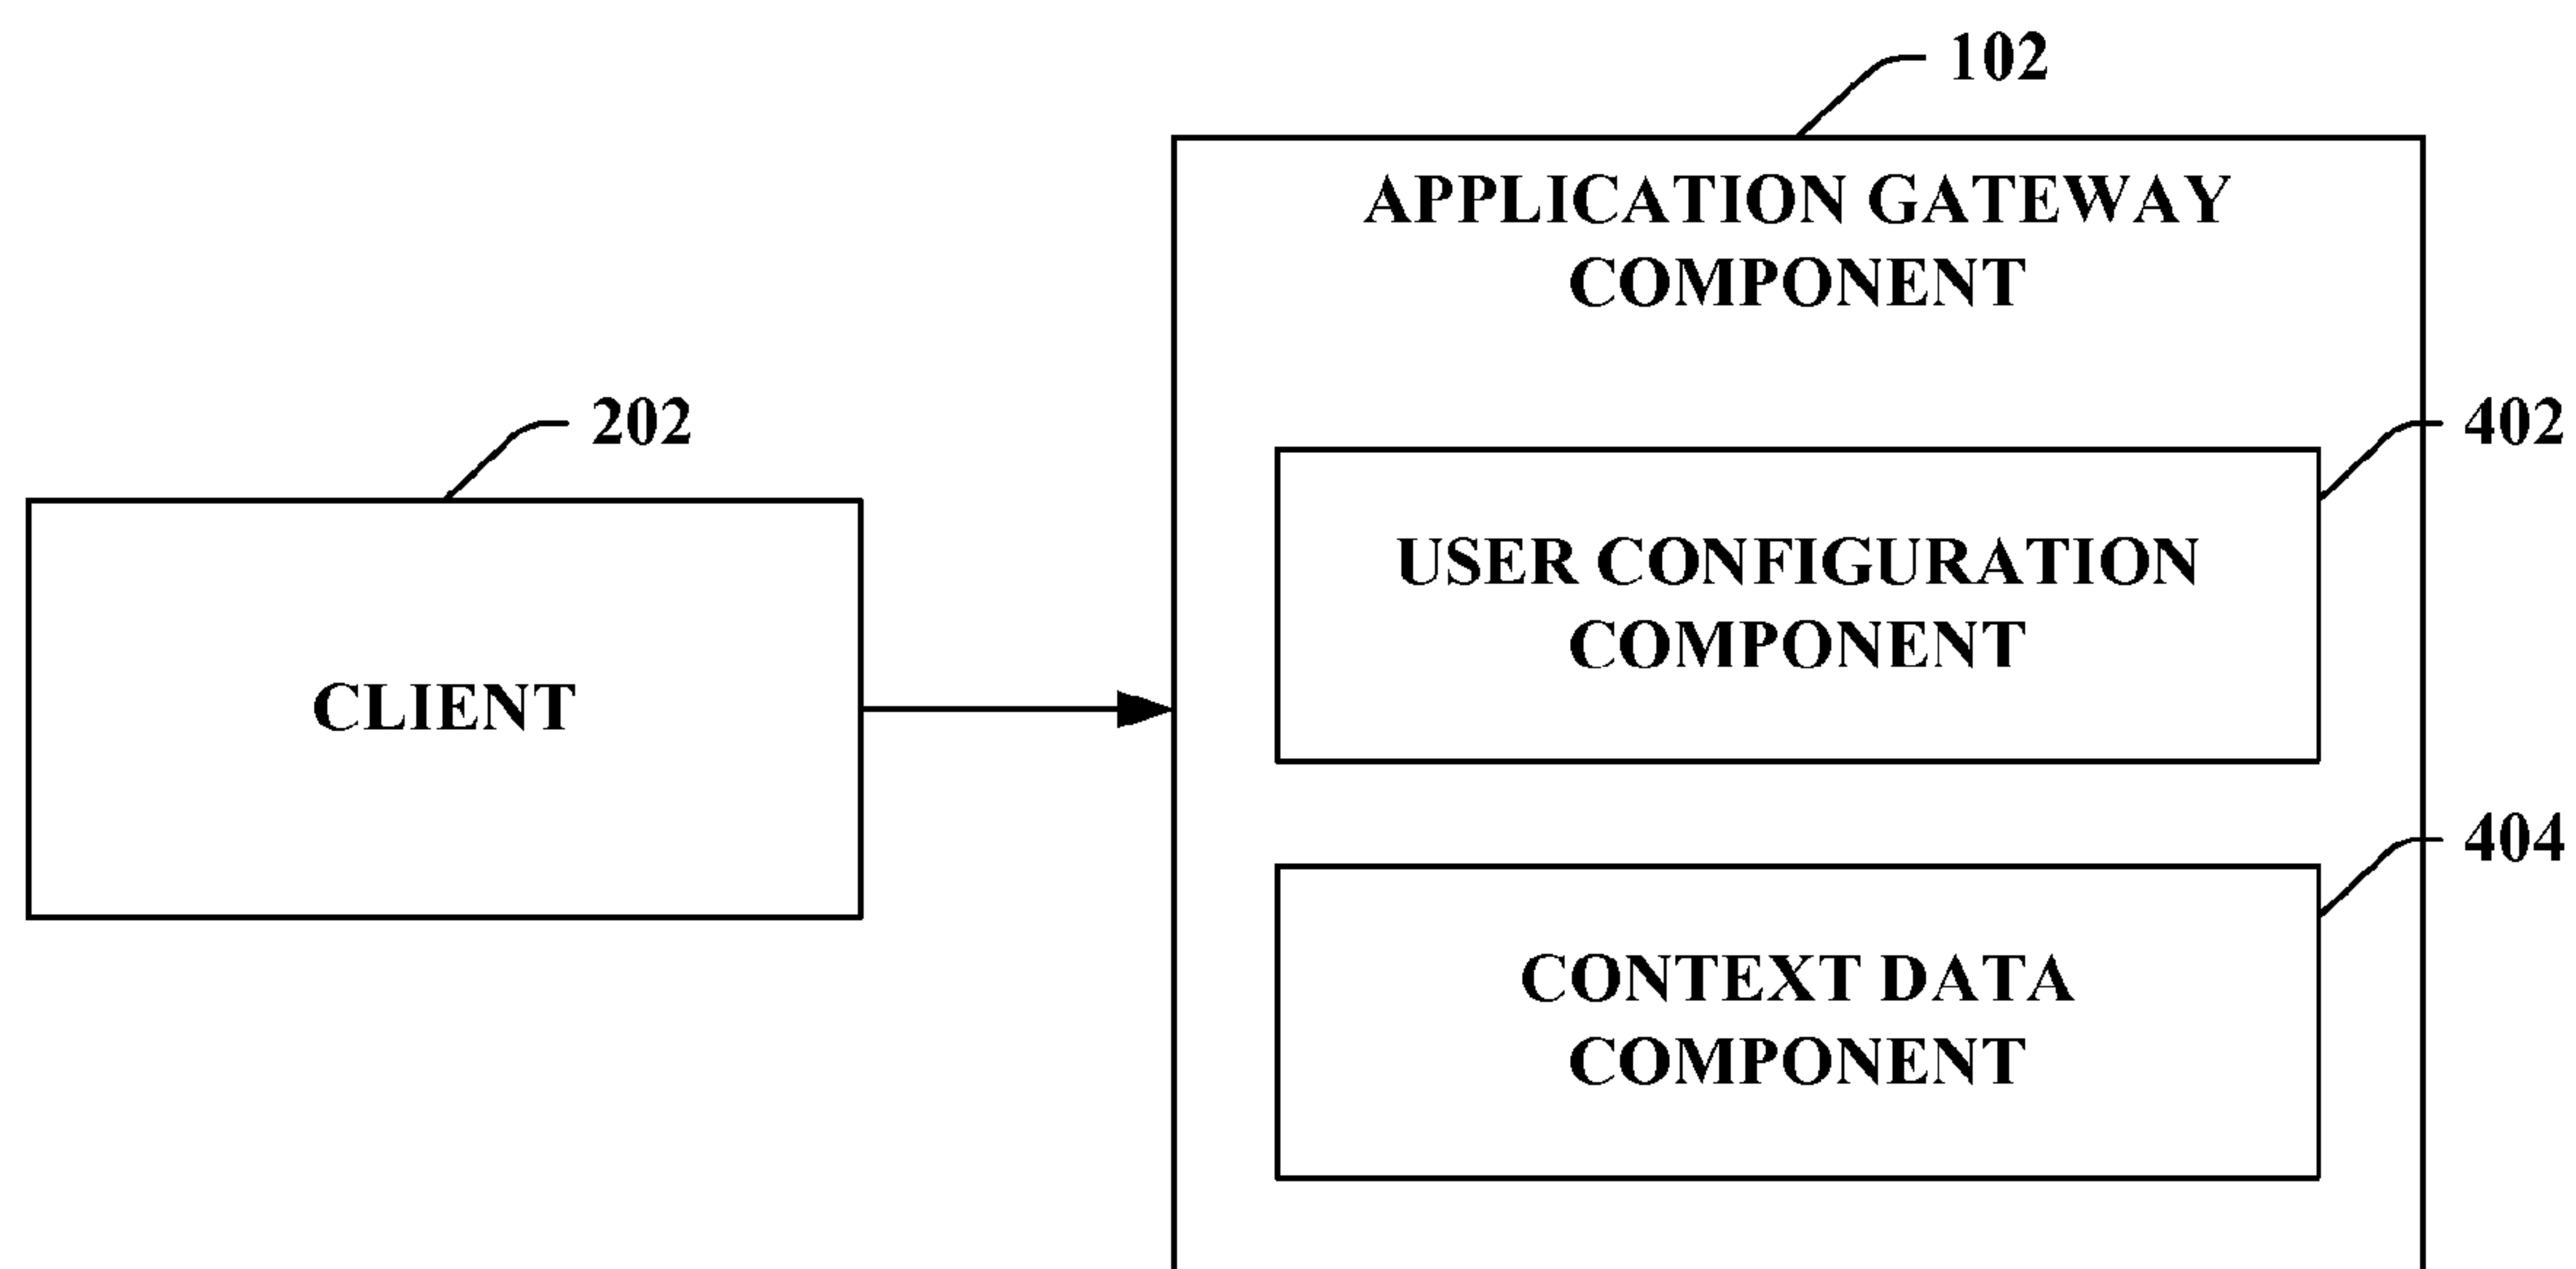 102
APPLICATION GATEWAY
COMPONENT
202
402
USER CONFIGURATION
COMPONENT
CLIENT
404
CONTEXT DATA
COMPONENT